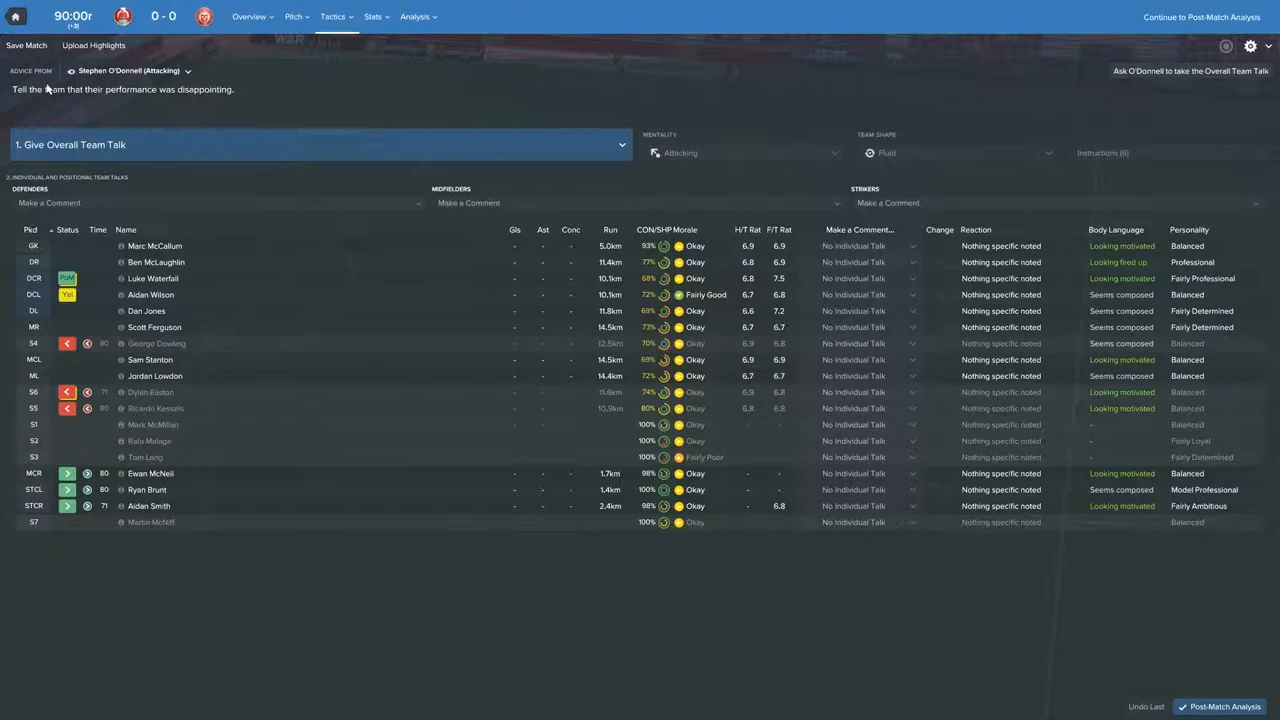 90:00r
(+3)
0 - 0
Overview Pitch Tactics Stats Analysis
Continue to Post-Match Analysis
Save Match Upload Highlights
ADVICE FROM Stephen O'Donnell (Attacking) Ask O'Donnell to take the Overall Team Talk
Tell the team that their performance was disappointing.
1. Give Overall Team Talk
MENTALITY TEAM SHAPE
Attacking Fluid Instructions (6)
2. INDIVIDUAL AND POSITIONAL TEAM TALKS
DEFENDERS MIDFIELDERS STRIKERS
Make a Comment Make a Comment Make a Comment
Pkd Status Time Name Gls Ast Conc Run CON/SHP Morale H/T Rat F/T Rat Make a Comment... Change Reaction Body Language Personality
GK Marc McCallum - - - 5.0km 93% Okay 6.9 6.9 No Individual Talk Nothing specific noted Looking motivated Balanced
DR Ben McLaughlin - - - 11.4km 77% Okay 6.8 6.9 No Individual Talk Nothing specific noted Looking fired up Professional
DCR PoM Luke Waterfall - - - 10.1km 68% Okay 6.8 7.5 No Individual Talk Nothing specific noted Looking motivated Fairly Professional
DCL Yel Aidan Wilson - - - 10.1km 72% Fairly Good 6.7 6.8 No Individual Talk Nothing specific noted Seems composed Balanced
DL Dan Jones - - - 11.8km 69% Okay 6.6 7.2 No Individual Talk Nothing specific noted Seems composed Fairly Determined
MR Scott Ferguson - - - 14.5km 73% Okay 6.7 6.7 No Individual Talk Nothing specific noted Seems composed Fairly Determined
S4 80 George Dowling - - - 12.5km 70% Okay 6.9 6.8 No Individual Talk Nothing specific noted Seems composed Balanced
MCL Sam Stanton - - - 14.5km 69% Okay 6.7 6.9 No Individual Talk Nothing specific noted Looking motivated Balanced
ML Jordan Lowdon - - - 14.4km 72% Okay 6.7 6.7 No Individual Talk Nothing specific noted Seems composed Balanced
S6 71 Dylan Easton - - - 11.6km 74% Okay 6.9 6.8 No Individual Talk Nothing specific noted Looking motivated Balanced
S5 80 Ricardo Kessels - - - 10.9km 80% Okay 6.8 6.8 No Individual Talk Nothing specific noted Looking motivated Balanced
S1 Mark McMillan 100% Okay - - No Individual Talk Nothing specific noted - Balanced
S2 Rafa Malaga 100% Okay No Individual Talk Nothing specific noted - Fairly Loyal
S3 Tom Lang 100% Fairly Poor No Individual Talk Nothing specific noted - Fairly Determined
MCR 80 Ewan McNeil - - - 1.7km 98% Okay - - No Individual Talk Nothing specific noted Looking motivated Balanced
STCL 80 Ryan Brunt - - - 1.4km 100% Okay - - No Individual Talk Nothing specific noted Seems composed Model Professional
STCR 71 Aidan Smith - - - 2.4km 98% Okay - 6.8 No Individual Talk Nothing specific noted Looking motivated Fairly Ambitious
S7 Martin McNiff 100% Okay No Individual Talk Nothing specific noted Balanced
Undo Last Post-Match Analysis